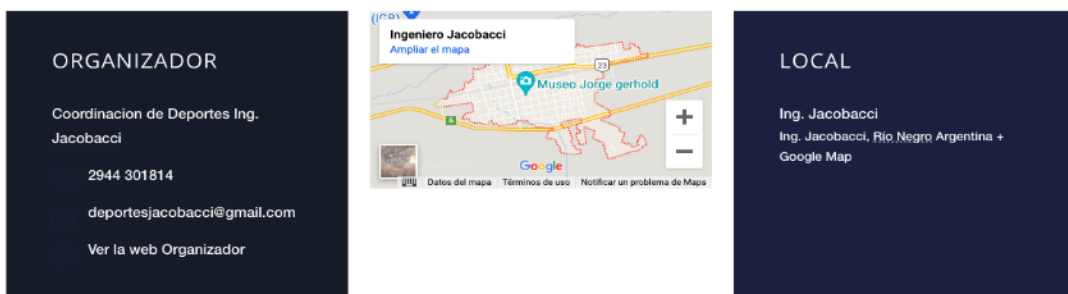 ORGANIZADOR
Coordinacion de Deportes Ing.
Jacobacci
2944 301814
deportesjacobacci@gmail.com
Ver la web Organizador
(IGR)
Ingeniero Jacobacci
Ampliar el mapa
23
Museo Jorge gerhold
6
+
−
Google
Datos del mapa Términos de uso Notificar un problema de Maps
LOCAL
Ing. Jacobacci
Ing. Jacobacci, Río Negro Argentina +
Google Map